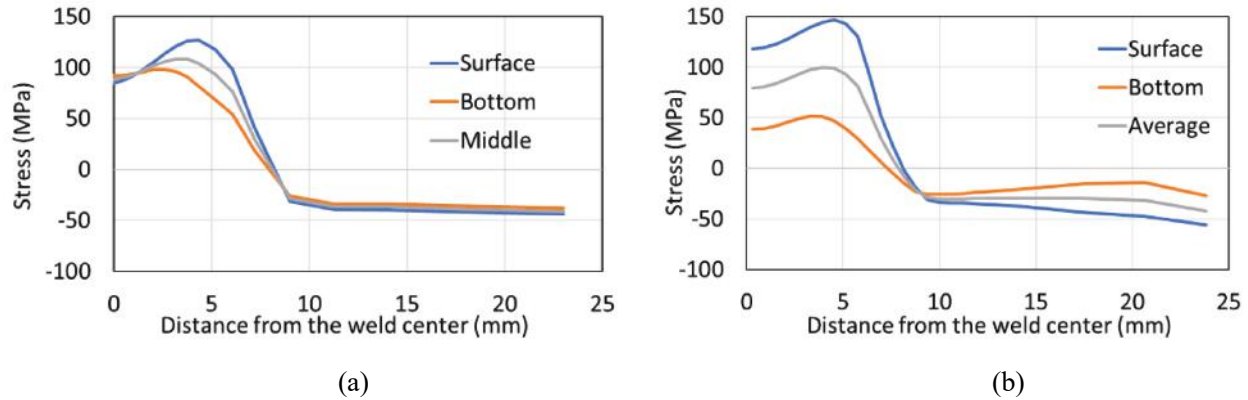 150
100
50
0
-50
-100
Stress (MPa)
Surface
Bottom
Middle
0 5 10 15 20 25
Distance from the weld center (mm)
(a)
150
100
50
0
-50
-100
Stress (MPa)
Surface
Bottom
Average
0 5 10 15 20 25
Distance from the weld center (mm)
(b)